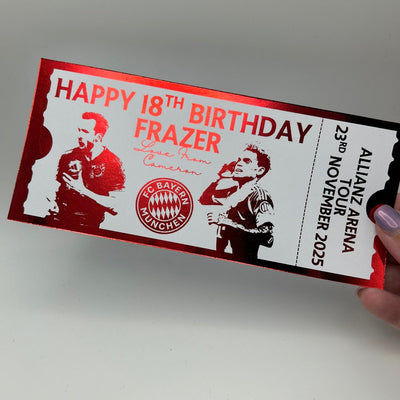 HAPPY 18TH BIRTHDAY
FRAZER
Love From
Cameron
FC BAYERN
MÜNCHEN
ALLIANZ ARENA
TOUR
23RD NOVEMBER 2025